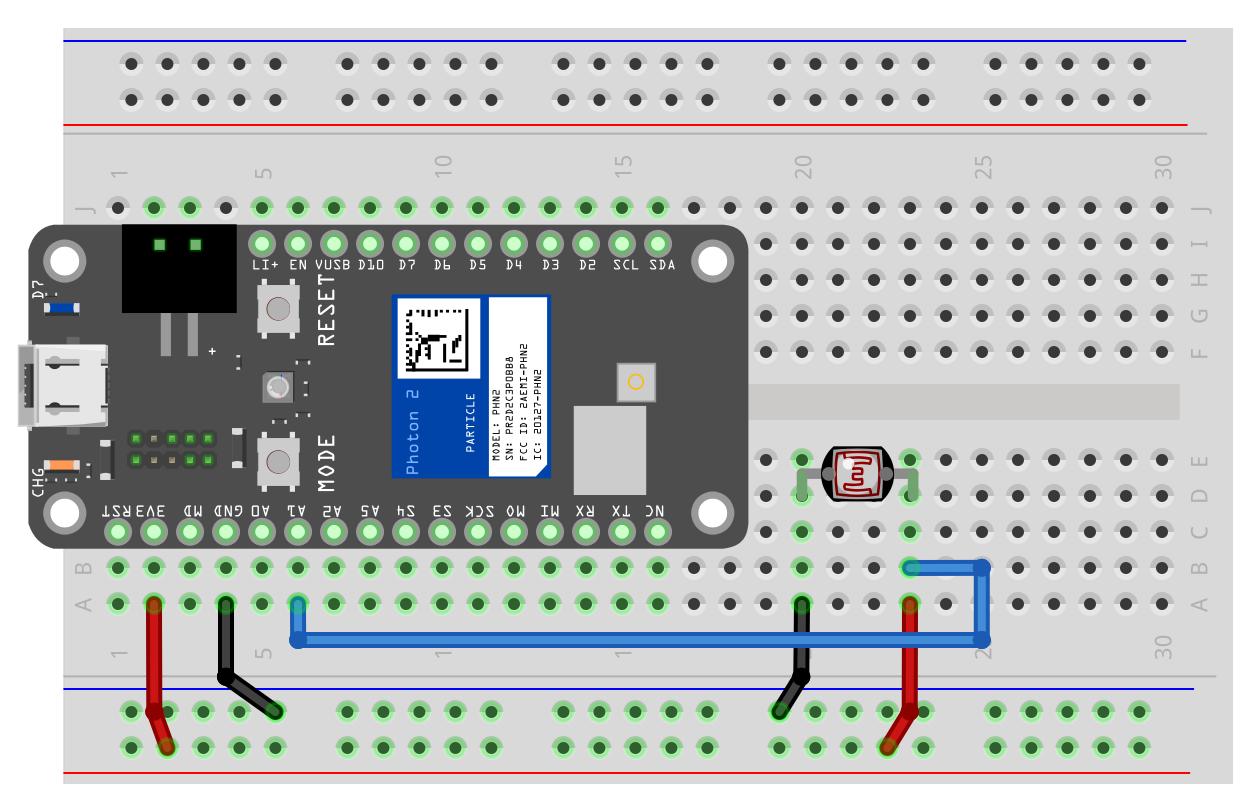 1 5 10 15 20 25 30
J J
I
H
G
F
LI+ EN VUSB D10 D7 D6 D5 D4 D3 D2 SCL SDA
D7
RESET
+
Photon 2
PARTICLE
MODEL: PHN2
SN: PR2D2C3POBB8
FCC ID: 2AEMI-PHN2
IC: 20127-PHN2
MODE
CHG
RST 3V3 MD GND A0 A1 A2 A5 S4 S3 SCK MO MI RX TX NC
E
D
C
B B
A A
1 5 1 1 2 30